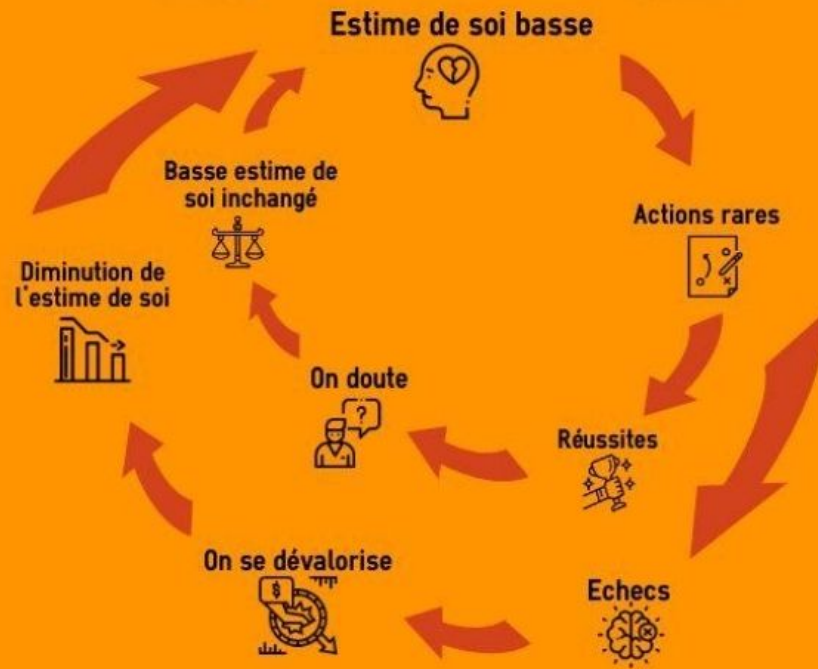 Estime de soi basse
Basse estime de
soi inchangé
Actions rares
Diminution de
l'estime de soi
On doute
?
Réussites
On se dévalorise
$
Echecs